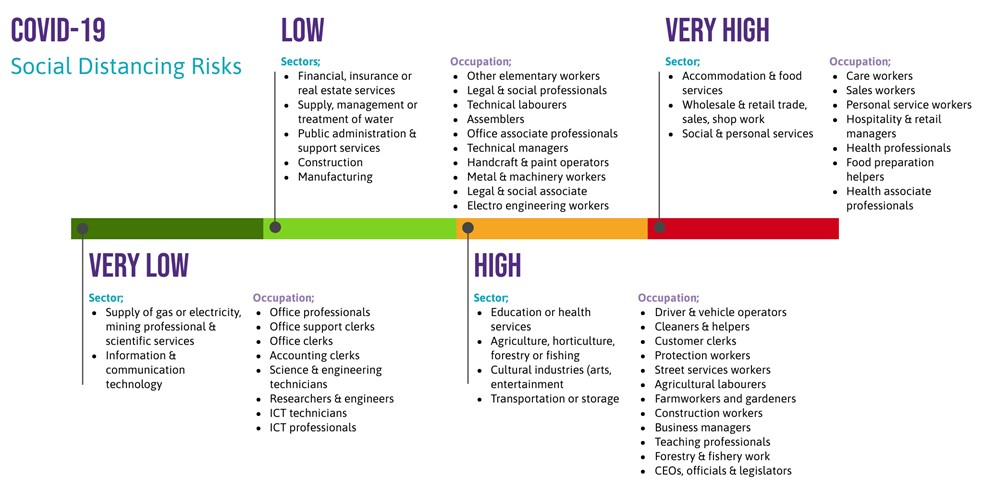 COVID-19
Social Distancing Risks
LOW
Sectors;
• Financial, insurance or
real estate services
• Supply, management or
treatment of water
• Public administration &
support services
• Construction
• Manufacturing
Occupation;
• Other elementary workers
• Legal & social professionals
• Technical labourers
• Assemblers
• Office associate professionals
• Technical managers
• Handcraft & paint operators
• Metal & machinery workers
• Legal & social associate
• Electro engineering workers
VERY HIGH
Sector;
• Accommodation & food
services
• Wholesale & retail trade,
sales, shop work
• Social & personal services
Occupation;
• Care workers
• Sales workers
• Personal service workers
• Hospitality & retail
managers
• Health professionals
• Food preparation
helpers
• Health associate
professionals
VERY LOW
Sector;
• Supply of gas or electricity,
mining professional &
scientific services
• Information &
communication
technology
Occupation;
• Office professionals
• Office support clerks
• Office clerks
• Accounting clerks
• Science & engineering
technicians
• Researchers & engineers
• ICT technicians
• ICT professionals
HIGH
Sector;
• Education or health
services
• Agriculture, horticulture,
forestry or fishing
• Cultural industries (arts,
entertainment
• Transportation or storage
Occupation;
• Driver & vehicle operators
• Cleaners & helpers
• Customer clerks
• Protection workers
• Street services workers
• Agricultural labourers
• Farmworkers and gardeners
• Construction workers
• Business managers
• Teaching professionals
• Forestry & fishery work
• CEOs, officials & legislators